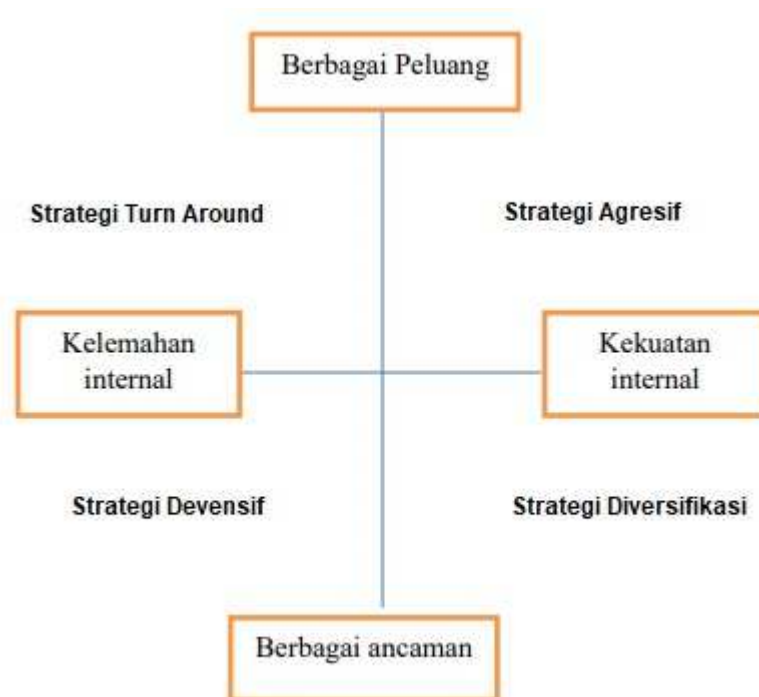 Berbagai Peluang
Strategi Turn Around
Strategi Agresif
Kelemahan
internal
Kekuatan
internal
Strategi Devensif
Strategi Diversifikasi
Berbagai ancaman